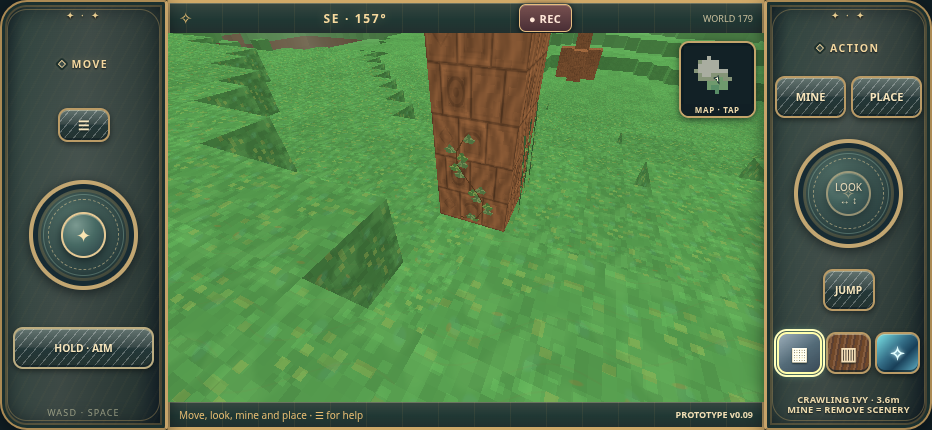 MOVE
HOLD · AIM
WASD · SPACE
SE · 157°
● REC
WORLD 179
MAP · TAP
Move, look, mine and place · ☰ for help
PROTOTYPE v0.09
ACTION
MINE
PLACE
LOOK
JUMP
CRAWLING IVY · 3.6m
MINE = REMOVE SCENERY